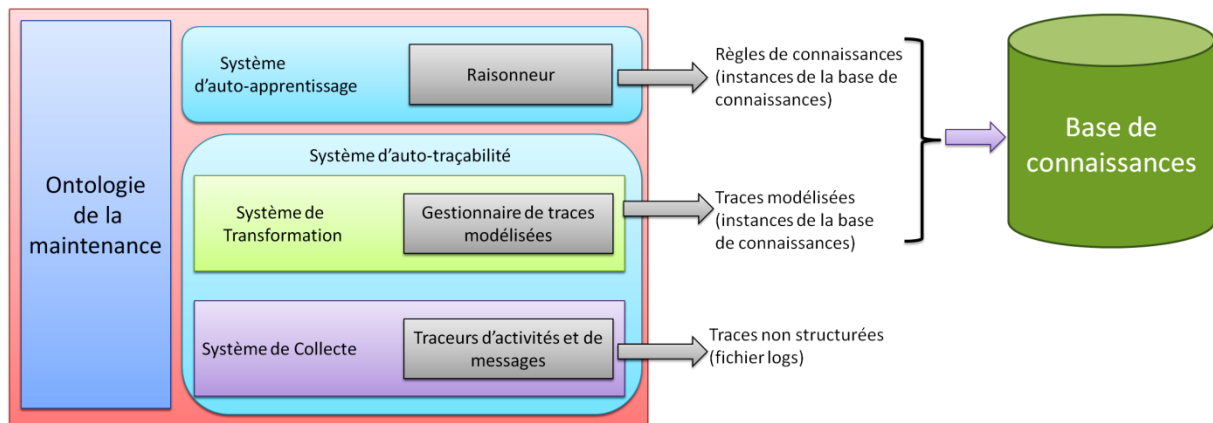 Ontologie
de la
maintenance
Système
d'auto-apprentissage
Raisonneur
Règles de connaissances
(instances de la base de
connaissances)
Système d'auto-traçabilité
Système de
Transformation
Gestionnaire de traces
modélisées
Traces modélisées
(instances de la base
de connaissances)
Système de Collecte
Traceurs d'activités et de
messages
Traces non structurées
(fichier logs)
Base de
connaissances